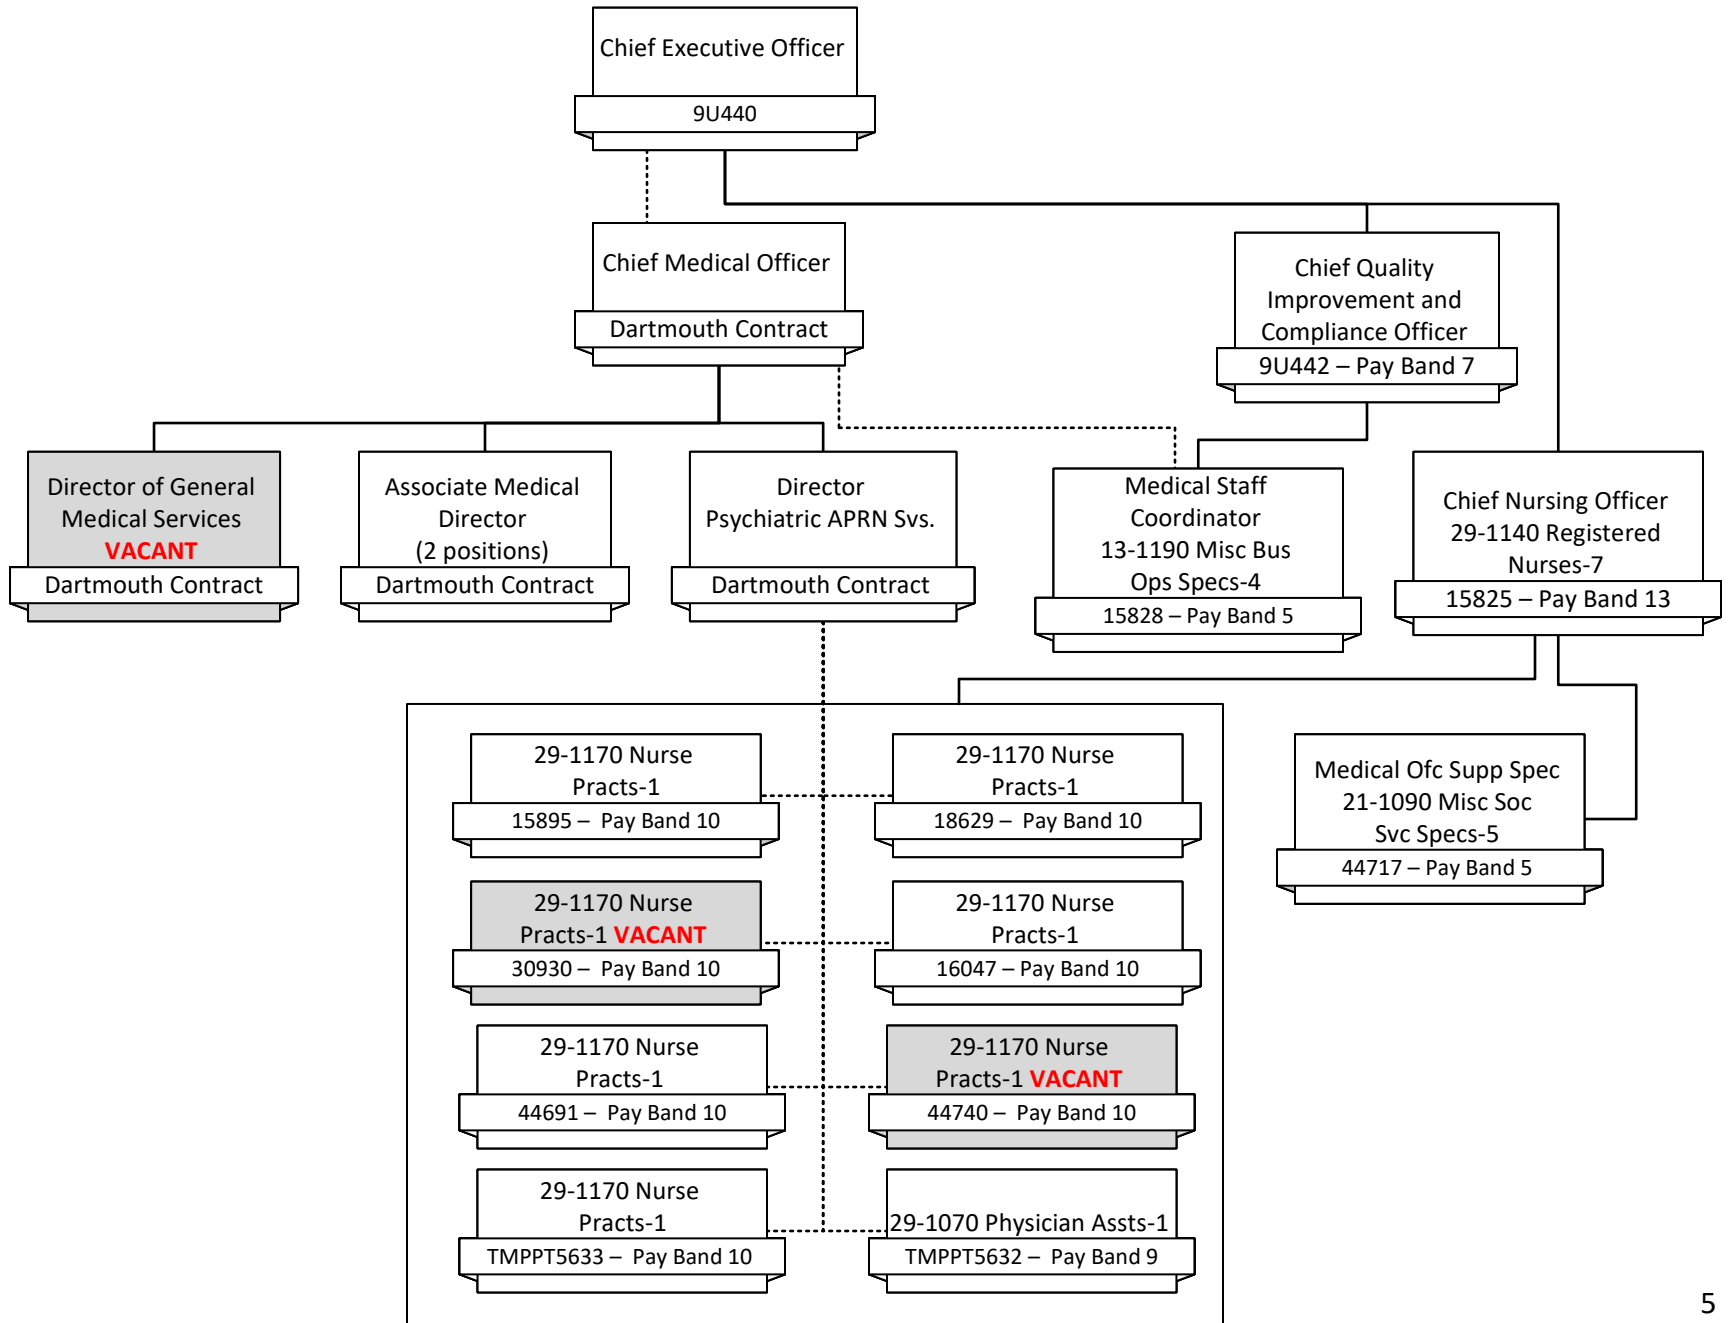 Chief Executive Officer
9U440
Chief Medical Officer
Dartmouth Contract
Chief Quality
Improvement and
Compliance Officer
9U442 – Pay Band 7
Director of General
Medical Services
VACANT
Dartmouth Contract
Associate Medical
Director
(2 positions)
Dartmouth Contract
Director
Psychiatric APRN Svs.
Dartmouth Contract
Medical Staff
Coordinator
13-1190 Misc Bus
Ops Specs-4
15828 – Pay Band 5
Chief Nursing Officer
29-1140 Registered
Nurses-7
15825 – Pay Band 13
29-1170 Nurse
Practs-1
15895 – Pay Band 10
29-1170 Nurse
Practs-1
18629 – Pay Band 10
Medical Ofc Supp Spec
21-1090 Misc Soc
Svc Specs-5
44717 – Pay Band 5
29-1170 Nurse
Practs-1 VACANT
30930 – Pay Band 10
29-1170 Nurse
Practs-1
16047 – Pay Band 10
29-1170 Nurse
Practs-1
44691 – Pay Band 10
29-1170 Nurse
Practs-1 VACANT
44740 – Pay Band 10
29-1170 Nurse
Practs-1
TMPPT5633 – Pay Band 10
29-1070 Physician Assts-1
TMPPT5632 – Pay Band 9
5